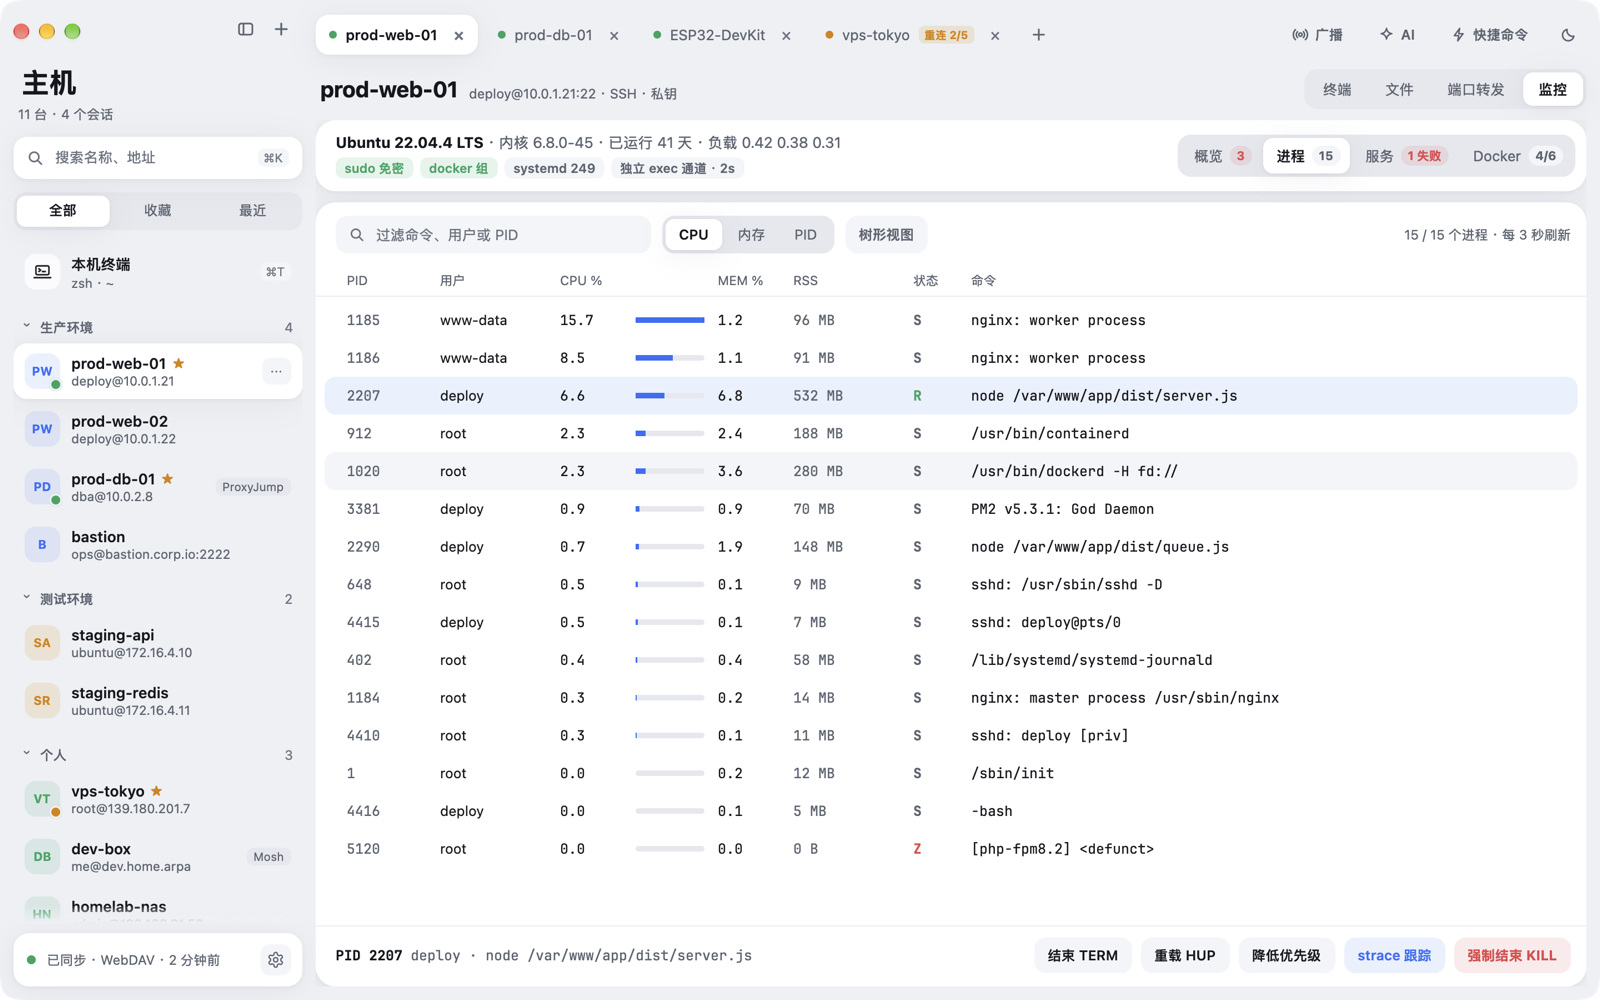 prod-web-01
prod-db-01
ESP32-DevKit
vps-tokyo 重连 2/5
广播
AI
快捷命令
主机
11 台 · 4 个会话
搜索名称、地址 ⌘K
全部 收藏 最近
本机终端
zsh · ~
⌘T
生产环境 4
PW
prod-web-01 ★
deploy@10.0.1.21
···
PW
prod-web-02
deploy@10.0.1.22
PD
prod-db-01 ★
dba@10.0.2.8
ProxyJump
B
bastion
ops@bastion.corp.io:2222
测试环境 2
SA
staging-api
ubuntu@172.16.4.10
SR
staging-redis
ubuntu@172.16.4.11
个人 3
VT
vps-tokyo ★
root@139.180.201.7
DB
dev-box
me@dev.home.arpa
Mosh
HN
homelab-nas
已同步 · WebDAV · 2 分钟前
prod-web-01 deploy@10.0.1.21:22 · SSH · 私钥
终端 文件 端口转发 监控
Ubuntu 22.04.4 LTS · 内核 6.8.0-45 · 已运行 41 天 · 负载 0.42 0.38 0.31
sudo 免密 docker 组 systemd 249 独立 exec 通道 · 2s
概览 3 进程 15 服务 1 失败 Docker 4/6
过滤命令、用户或 PID
CPU 内存 PID
树形视图
15 / 15 个进程 · 每 3 秒刷新
PID 用户 CPU % MEM % RSS 状态 命令
1185 www-data 15.7 1.2 96 MB S nginx: worker process
1186 www-data 8.5 1.1 91 MB S nginx: worker process
2207 deploy 6.6 6.8 532 MB R node /var/www/app/dist/server.js
912 root 2.3 2.4 188 MB S /usr/bin/containerd
1020 root 2.3 3.6 280 MB S /usr/bin/dockerd -H fd://
3381 deploy 0.9 0.9 70 MB S PM2 v5.3.1: God Daemon
2290 deploy 0.7 1.9 148 MB S node /var/www/app/dist/queue.js
648 root 0.5 0.1 9 MB S sshd: /usr/sbin/sshd -D
4415 deploy 0.5 0.1 7 MB S sshd: deploy@pts/0
402 root 0.4 0.4 58 MB S /lib/systemd/systemd-journald
1184 root 0.3 0.2 14 MB S nginx: master process /usr/sbin/nginx
4410 root 0.3 0.1 11 MB S sshd: deploy [priv]
1 root 0.0 0.2 12 MB S /sbin/init
4416 deploy 0.0 0.1 5 MB S -bash
5120 root 0.0 0.0 0 B Z [php-fpm8.2] <defunct>
PID 2207 deploy · node /var/www/app/dist/server.js
结束 TERM 重载 HUP 降低优先级 strace 跟踪 强制结束 KILL